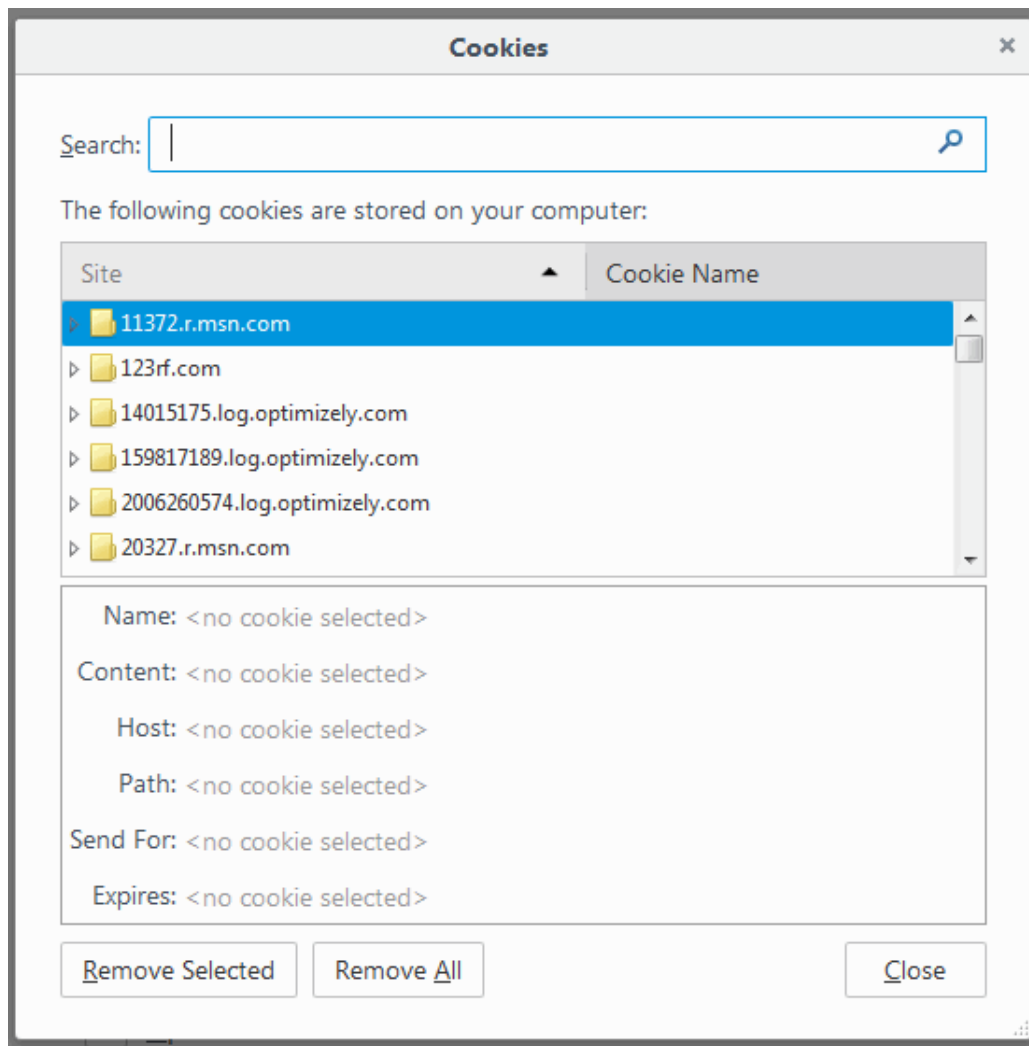 Cookies
Search:
The following cookies are stored on your computer:
Site Cookie Name
11372.r.msn.com
123rf.com
14015175.log.optimizely.com
159817189.log.optimizely.com
2006260574.log.optimizely.com
20327.r.msn.com
Name: <no cookie selected>
Content: <no cookie selected>
Host: <no cookie selected>
Path: <no cookie selected>
Send For: <no cookie selected>
Expires: <no cookie selected>
Remove Selected Remove All Close